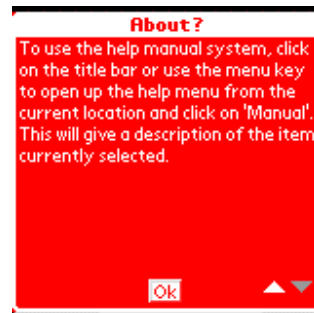 About?
To use the help manual system, click
on the title bar or use the menu key
to open up the help menu from the
current location and click on 'Manual'.
This will give a description of the item
currently selected.
Ok